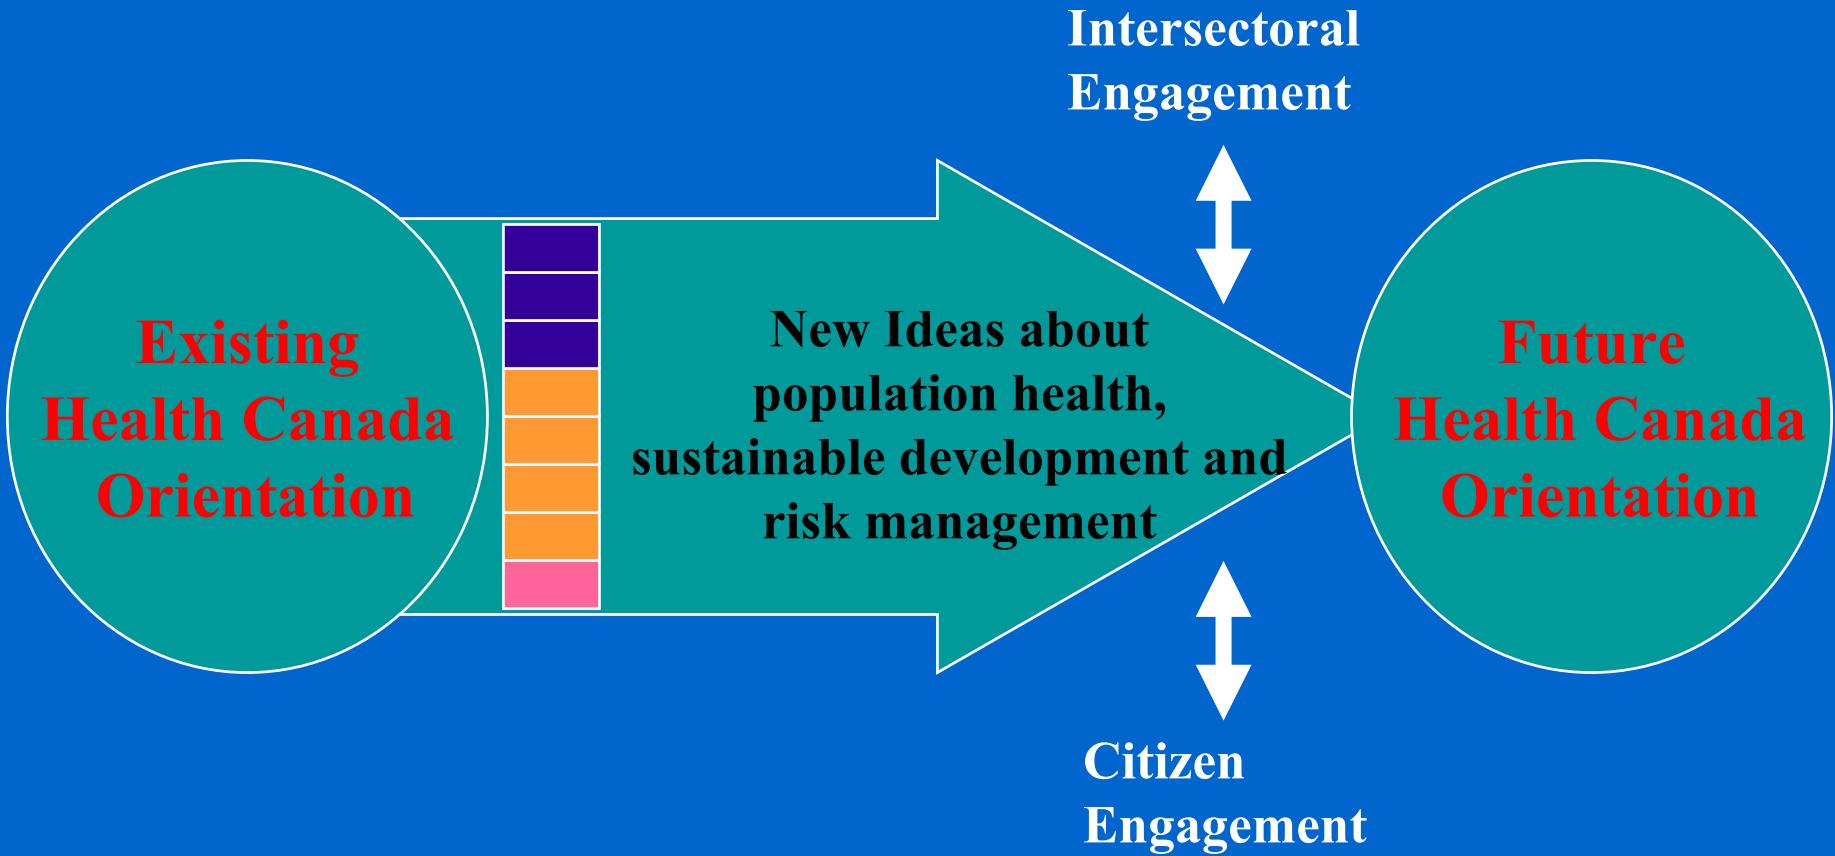 Intersectoral
Engagement
Existing
Health Canada
Orientation
New Ideas about
population health,
sustainable development and
risk management
Future
Health Canada
Orientation
Citizen
Engagement